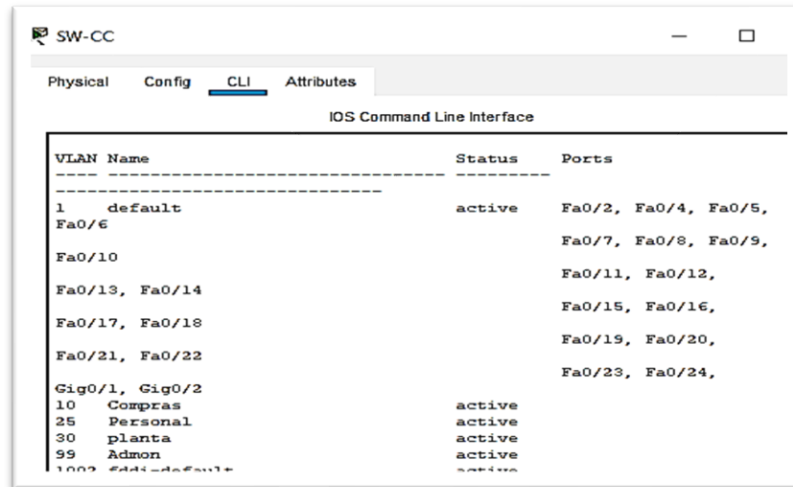 SW-CC
Physical Config CLI Attributes
IOS Command Line Interface
VLAN Name Status Ports
---- -------------------------------- ---------
-------------------------------
1 default active Fa0/2, Fa0/4, Fa0/5,
Fa0/6
Fa0/7, Fa0/8, Fa0/9,
Fa0/10
Fa0/11, Fa0/12,
Fa0/13, Fa0/14
Fa0/15, Fa0/16,
Fa0/17, Fa0/18
Fa0/19, Fa0/20,
Fa0/21, Fa0/22
Fa0/23, Fa0/24,
Gig0/1, Gig0/2
10 Compras active
25 Personal active
30 planta active
99 Admon active
1002 fddi-default active